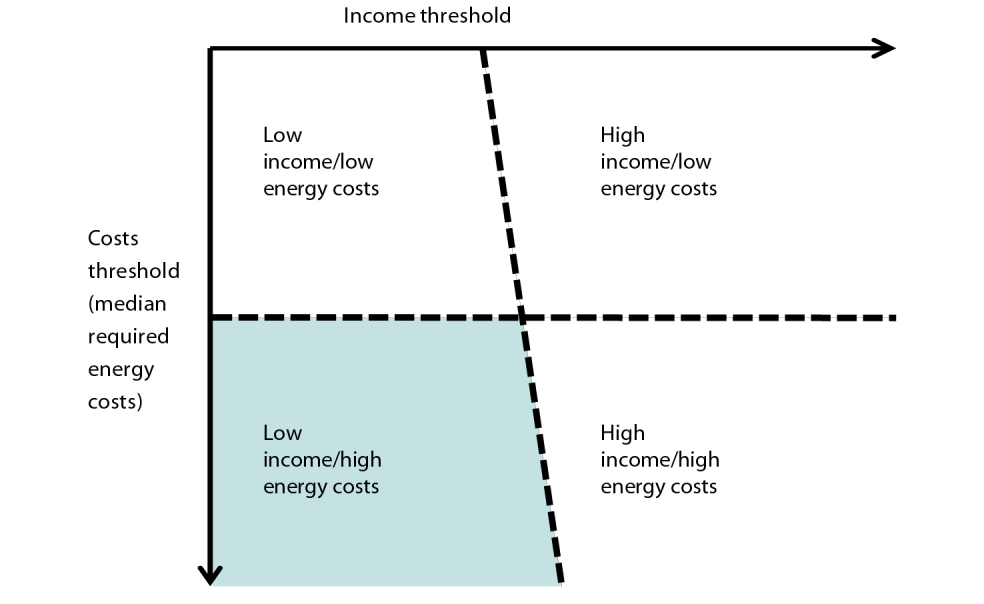 Income threshold
Low
income/low
energy costs
High
income/low
energy costs
Costs
threshold
(median
required
energy
costs)
Low
income/high
energy costs
High
income/high
energy costs